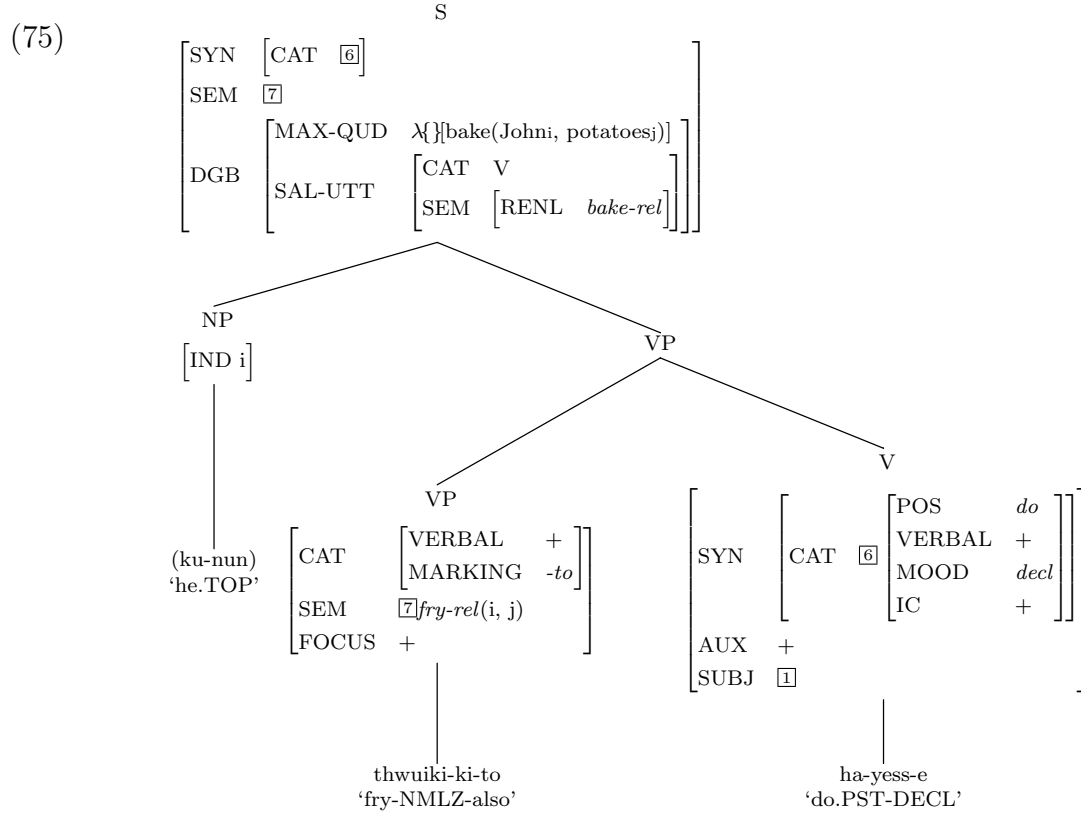 (75)
S
SYN [CAT 6]
SEM 7
DGB
MAX-QUD λ{}[bake(Johni, potatoesj)]
SAL-UTT
CAT V
SEM [RENL bake-rel]
NP
[IND i]
VP
(ku-nun)
‘he.TOP’
VP
CAT
VERBAL +
MARKING -to
SEM 7fry-rel(i, j)
FOCUS +
thwuiki-ki-to
‘fry-NMLZ-also’
V
SYN CAT 6
POS do
VERBAL +
MOOD decl
IC +
AUX +
SUBJ 1
ha-yess-e
‘do.PST-DECL’